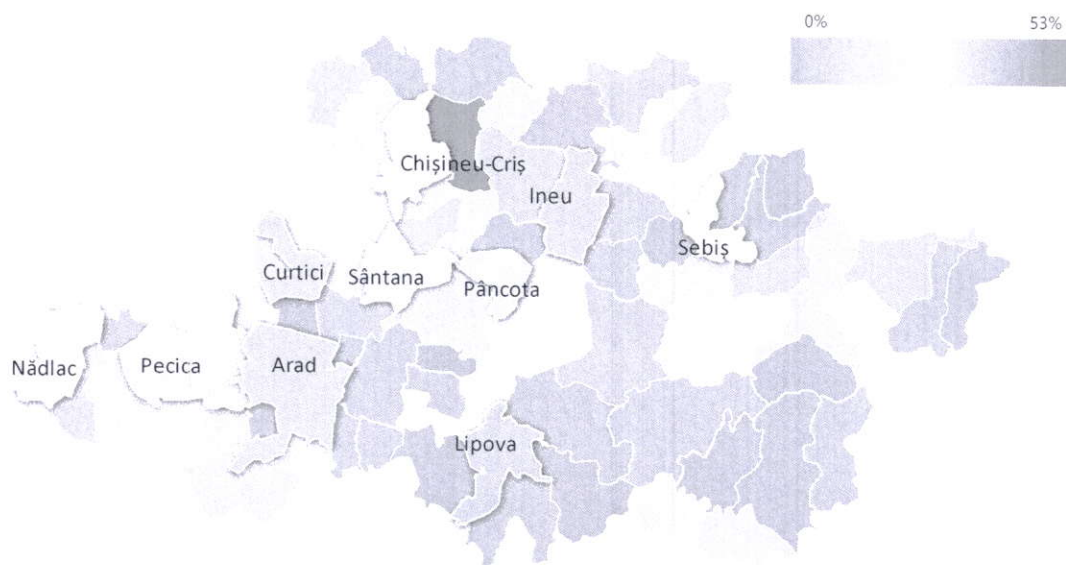 0% 53%
Chișineu-Criș
Ineu
Sebiș
Curtici
Sântana
Pâncota
Nădlac
Pecica
Arad
Lipova